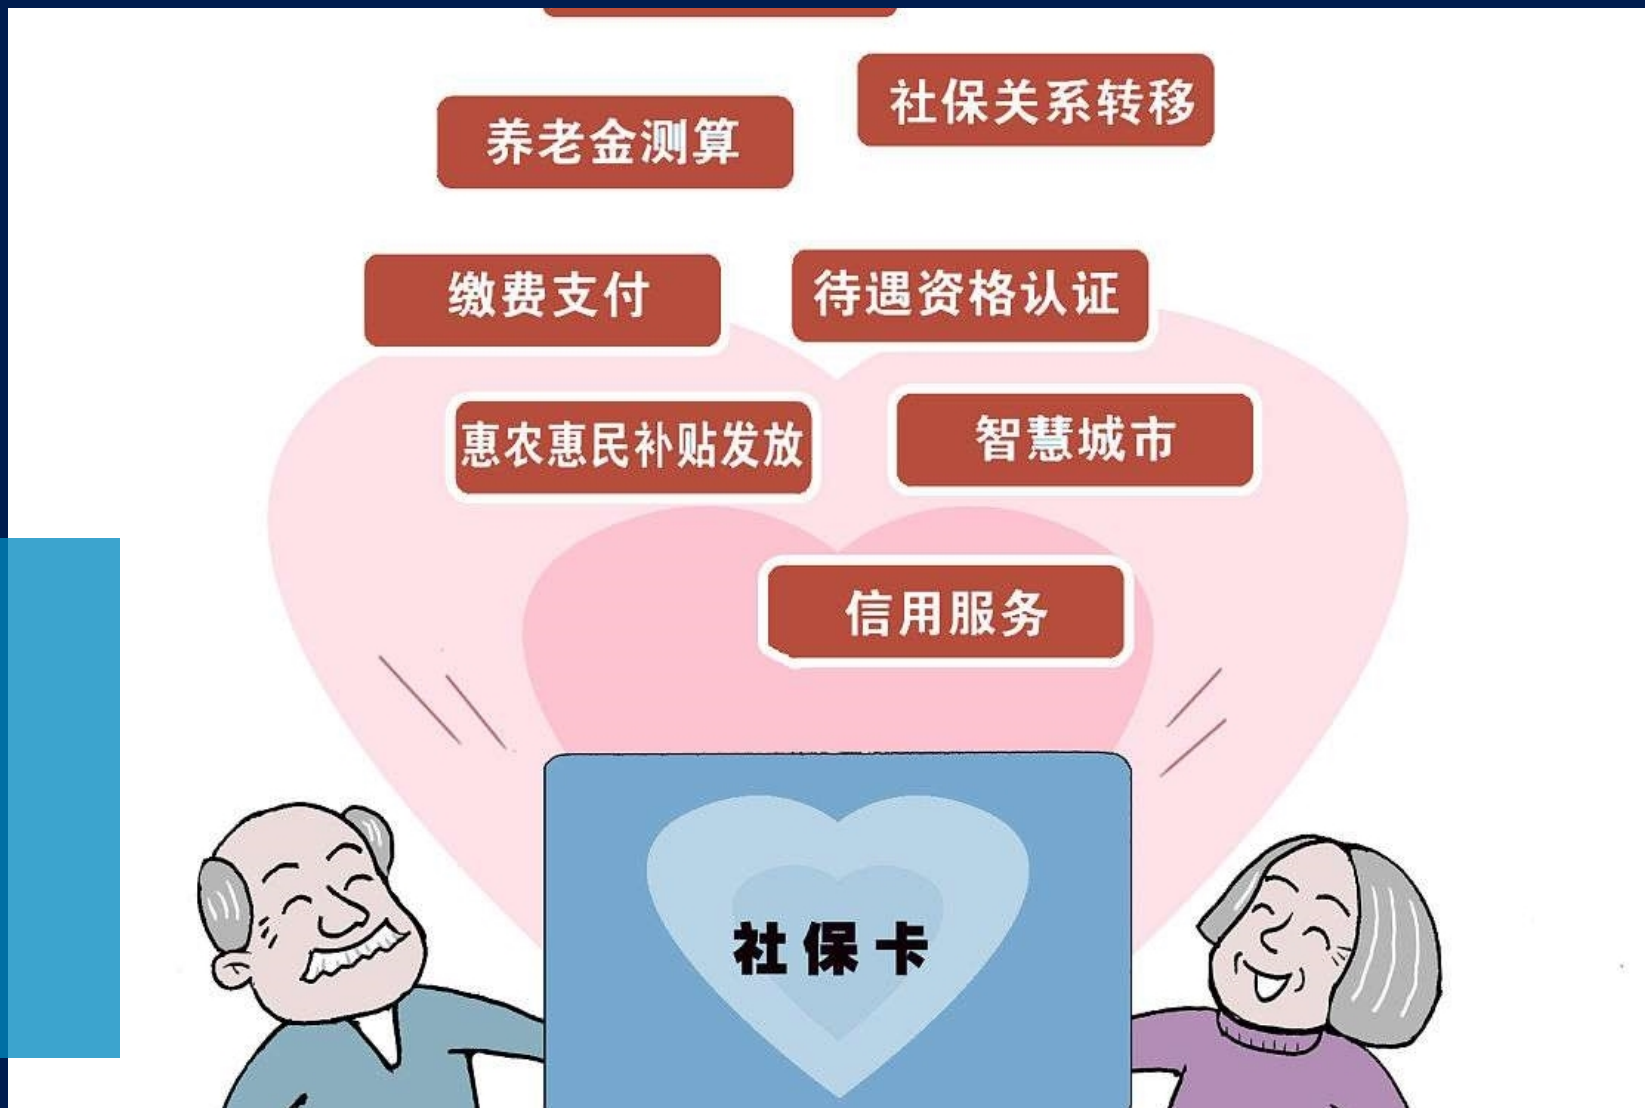 社保关系转移
养老金测算
缴费支付
待遇资格认证
惠农惠民补贴发放
智慧城市
信用服务
社保卡